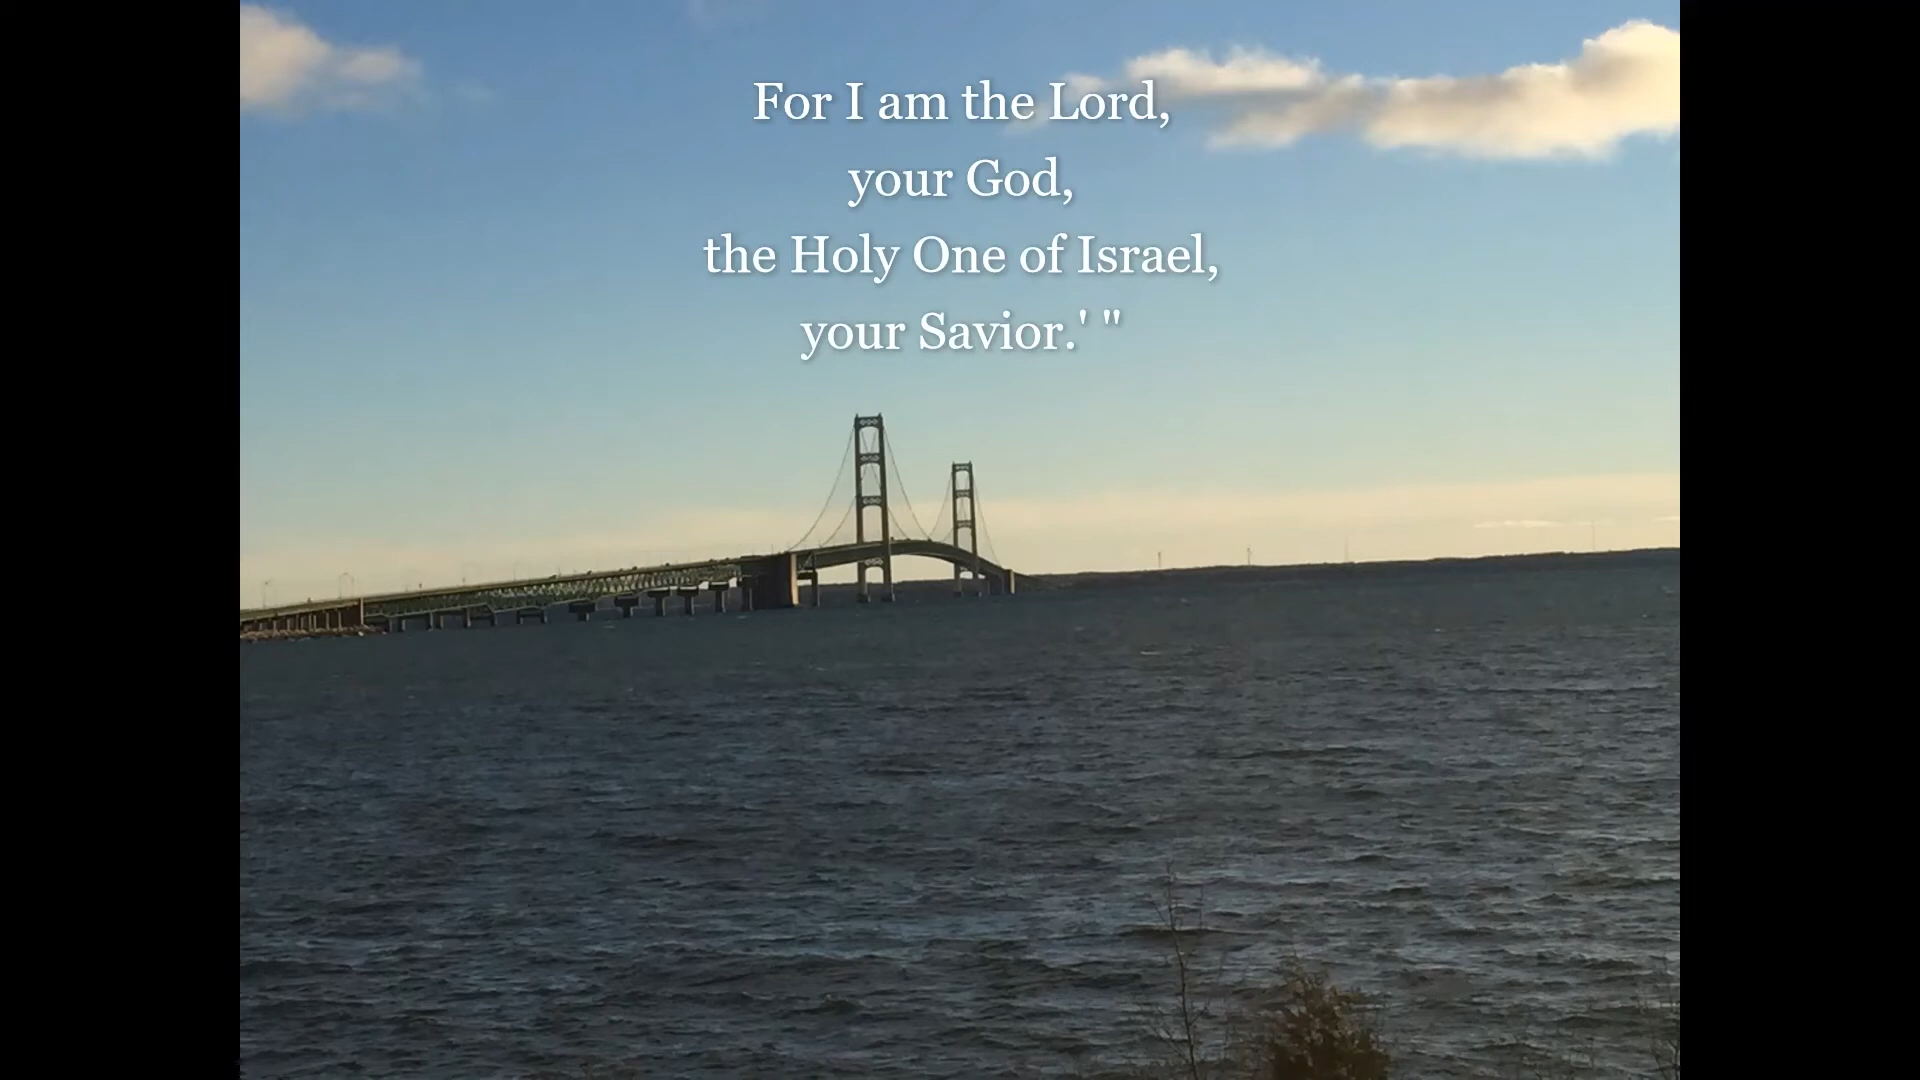 For I am the Lord,
your God,
the Holy One of Israel,
your Savior.' "